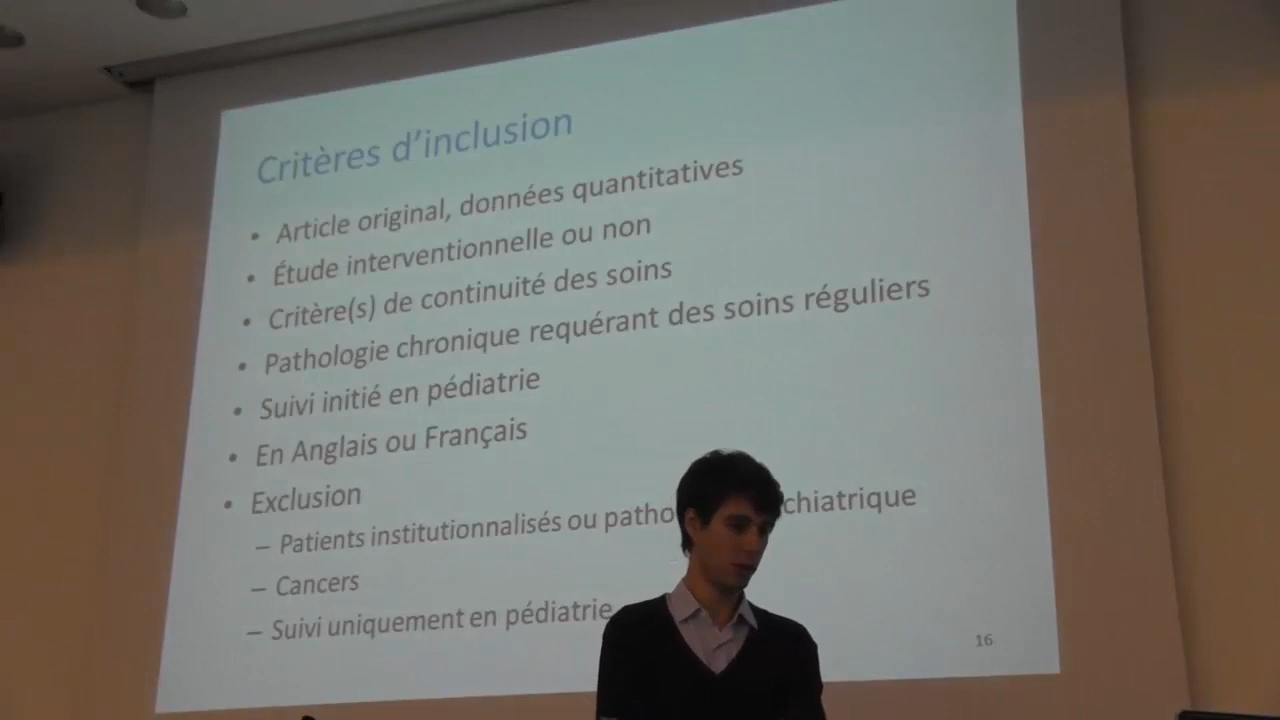 Critères d'inclusion
• Article original, données quantitatives
• Étude interventionnelle ou non
• Critère(s) de continuité des soins
• Pathologie chronique requérant des soins réguliers
• Suivi initié en pédiatrie
• En Anglais ou Français
• Exclusion
– Patients institutionnalisés ou patho chiatrique
– Cancers
– Suivi uniquement en pédiatrie
16